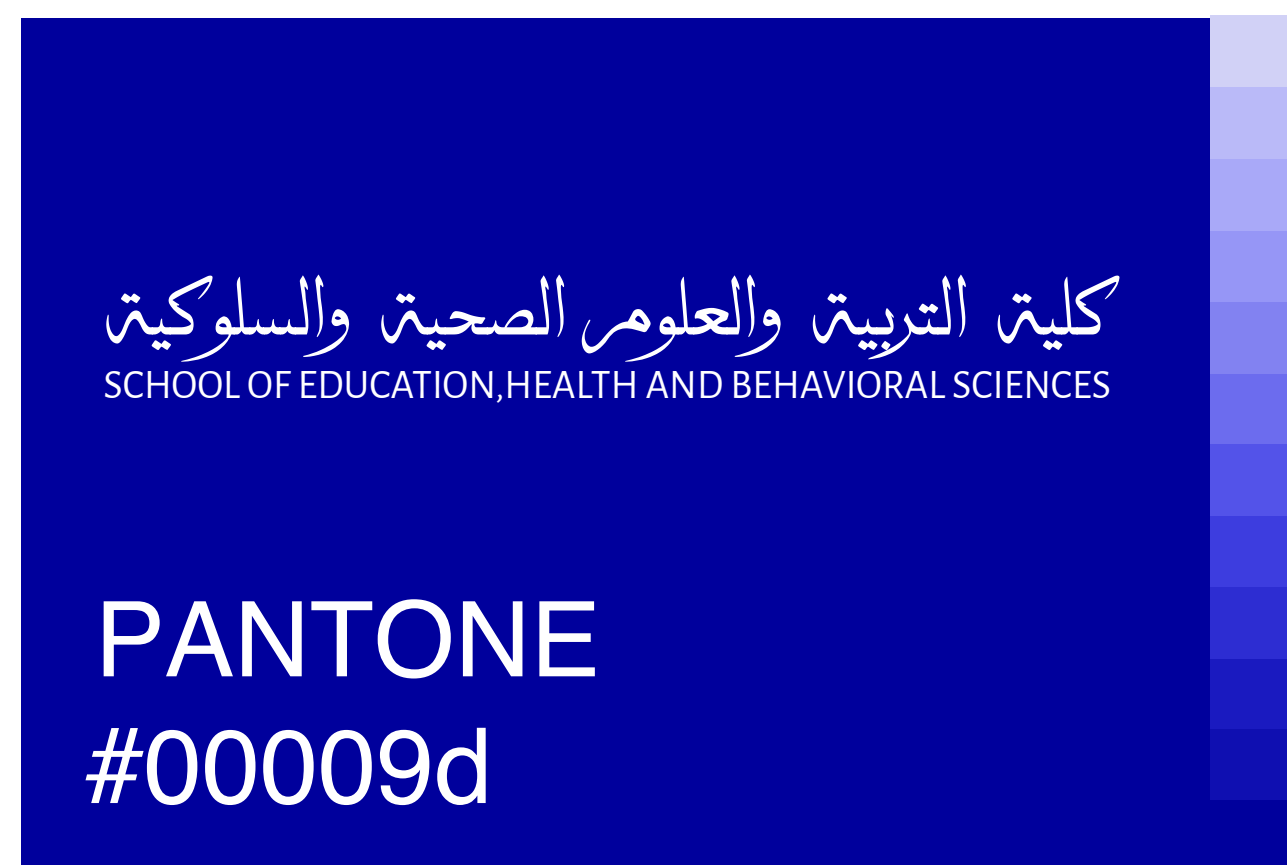 كلية التربية والعلوم الصحية والسلوكية
SCHOOL OF EDUCATION,HEALTH AND BEHAVIORAL SCIENCES
PANTONE
#00009d